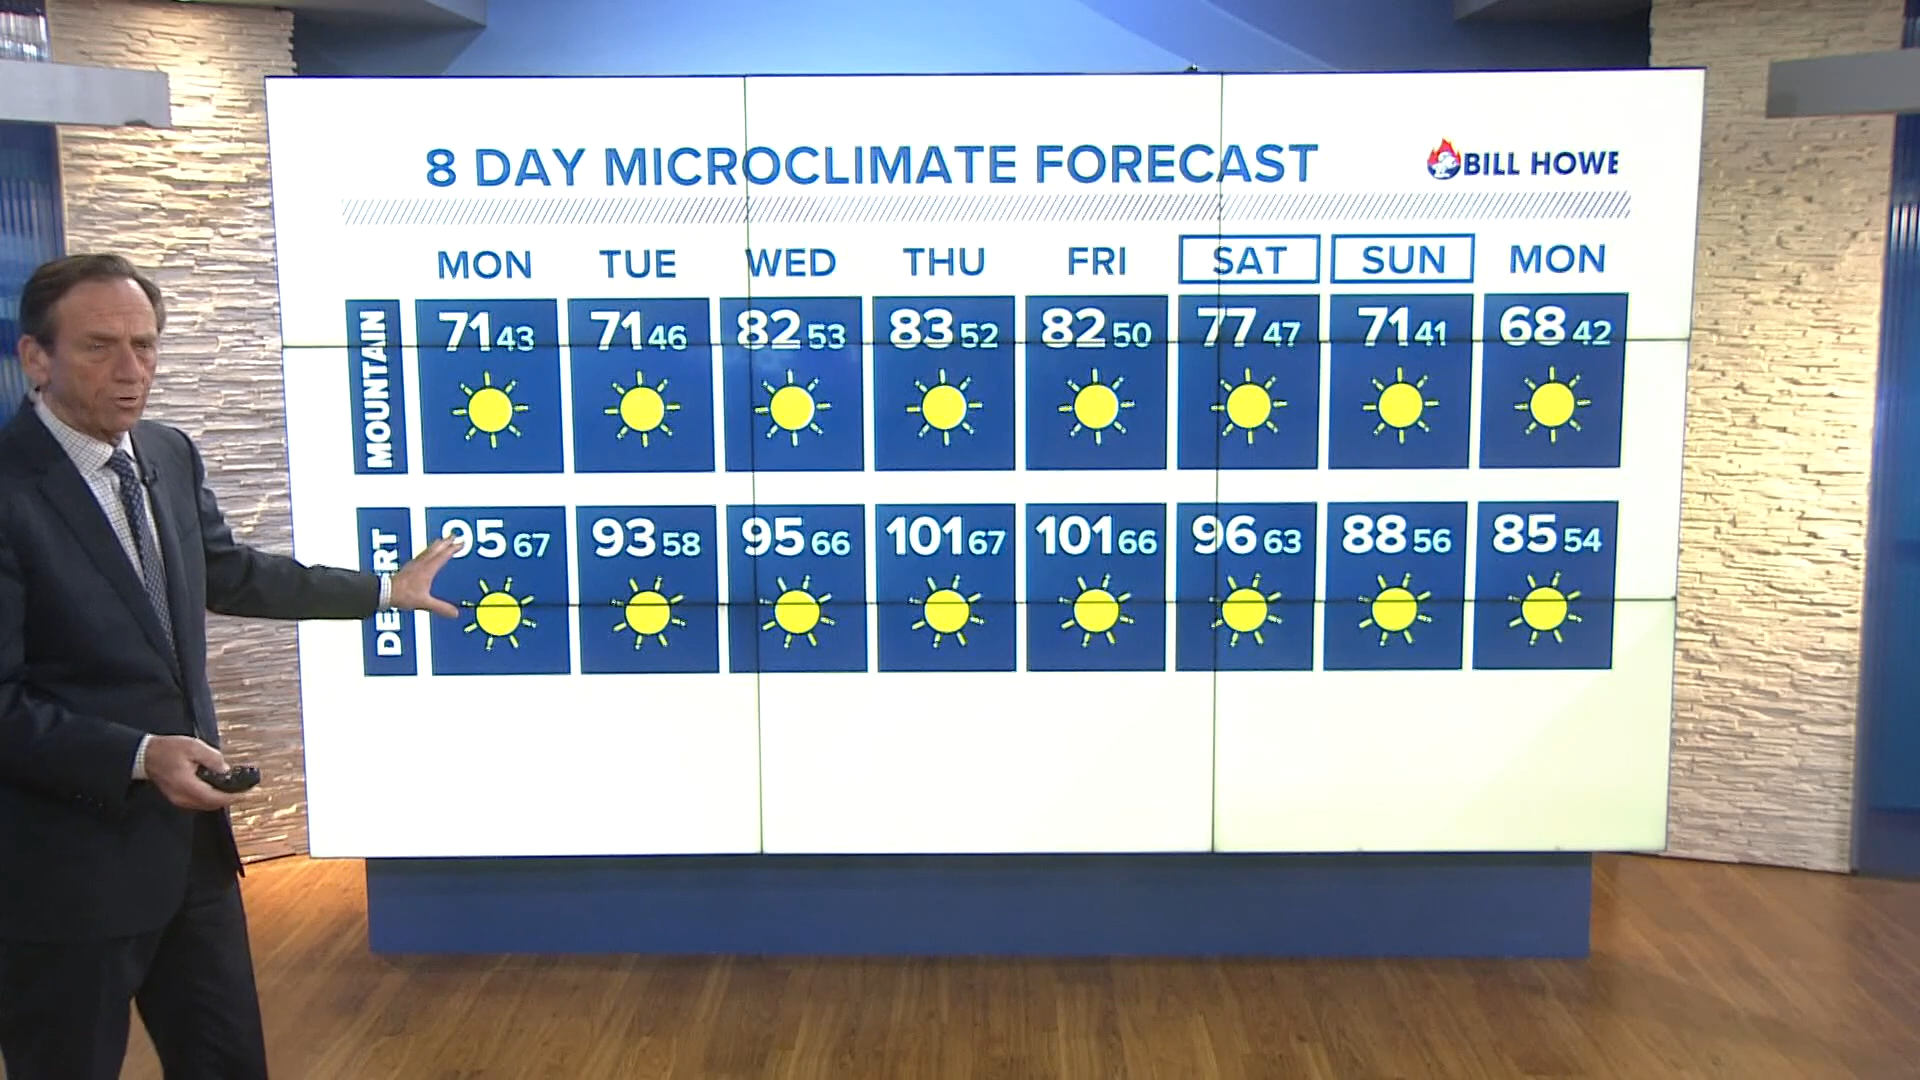 8 DAY MICROCLIMATE FORECAST
BILL HOWE
MON TUE WED THU FRI SAT SUN MON
MOUNTAIN
71 43 71 46 82 53 83 52 82 50 77 47 71 41 68 42
95 67 93 58 95 66 101 67 101 66 96 63 88 56 85 54